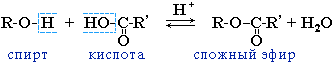 R-O-H + HO-C-R' ⇌ R-O-C-R' + H₂O
H⁺
O O
спирт кислота сложный эфир